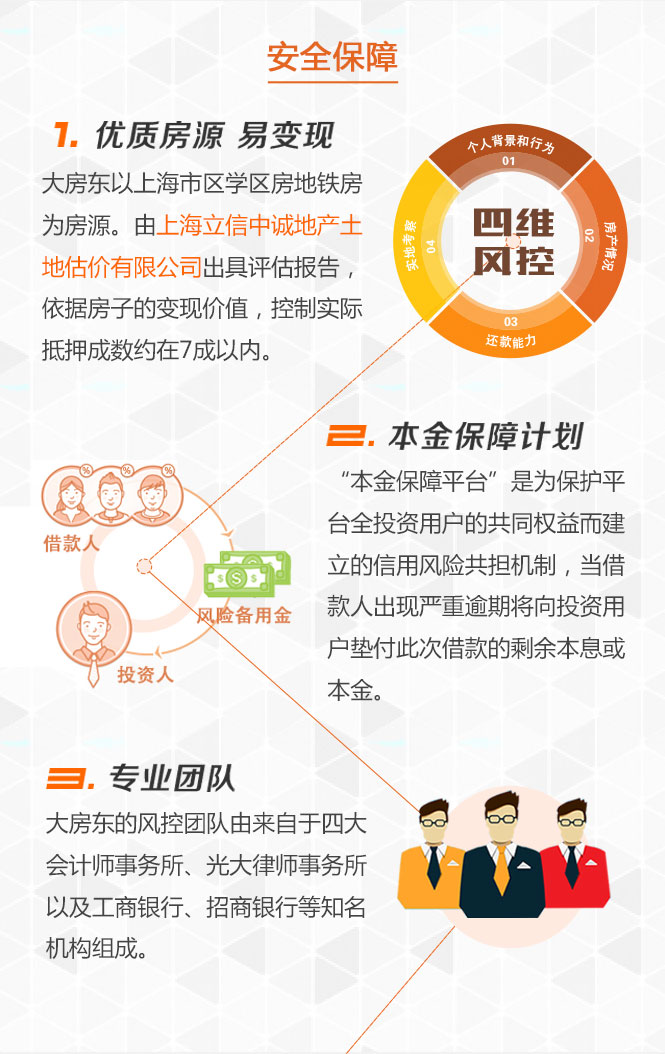 安全保障
1. 优质房源 易变现
大房东以上海市区学区房地铁房
为房源。由上海立信中诚地产土
地估价有限公司出具评估报告，
依据房子的变现价值，控制实际
抵押成数约在7成以内。
个人背景和行为
01
房产情况
02
03
还款能力
实地考察
04
四维
风控
2. 本金保障计划
“本金保障平台”是为保护平
台全投资用户的共同权益而建
立的信用风险共担机制，当借
款人出现严重逾期将向投资用
户垫付此次借款的剩余本息或
本金。
% % %
借款人
$ $
风险备用金
投资人
3. 专业团队
大房东的风控团队由来自于四大
会计师事务所、光大律师事务所
以及工商银行、招商银行等知名
机构组成。